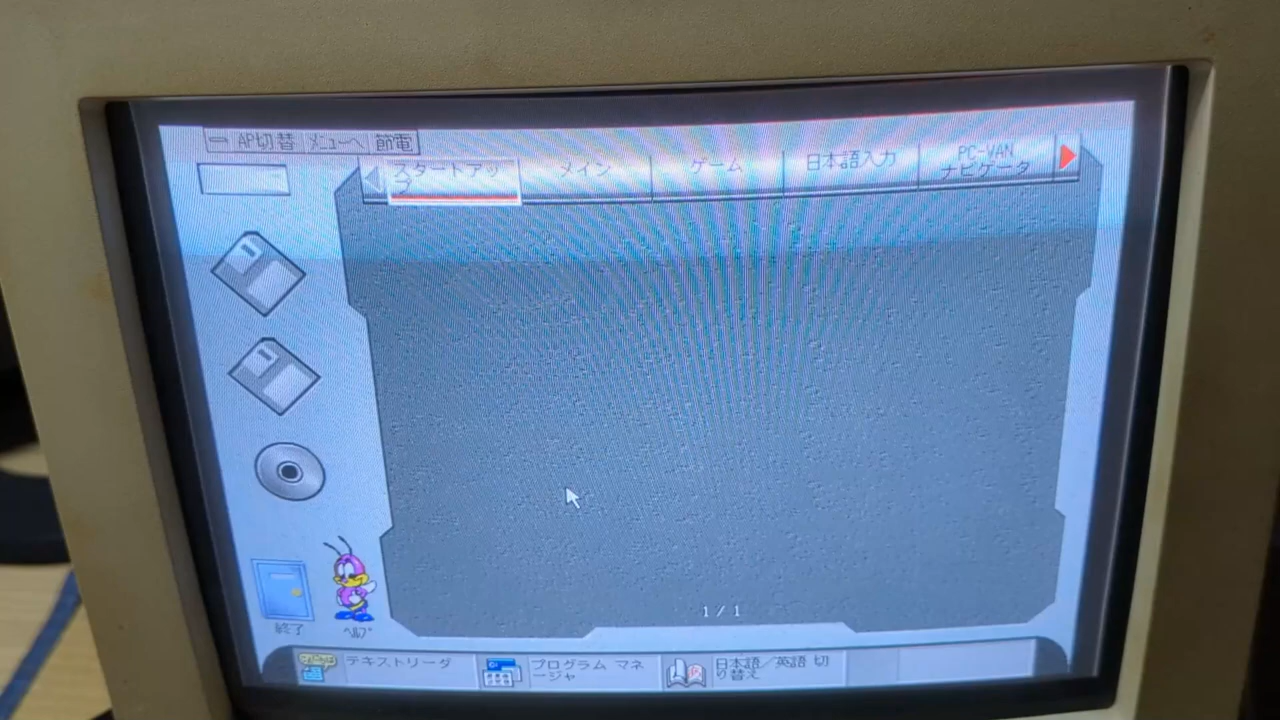 AP切替 メニューへ 節電
スタートアッ
プ
メイン
ゲーム
日本語入力
PC-VAN
ナビゲータ
終了
ヘルプ
1/1
テキストリーダ
プログラム マネ
ージャ
日本語/英語 切
り替え